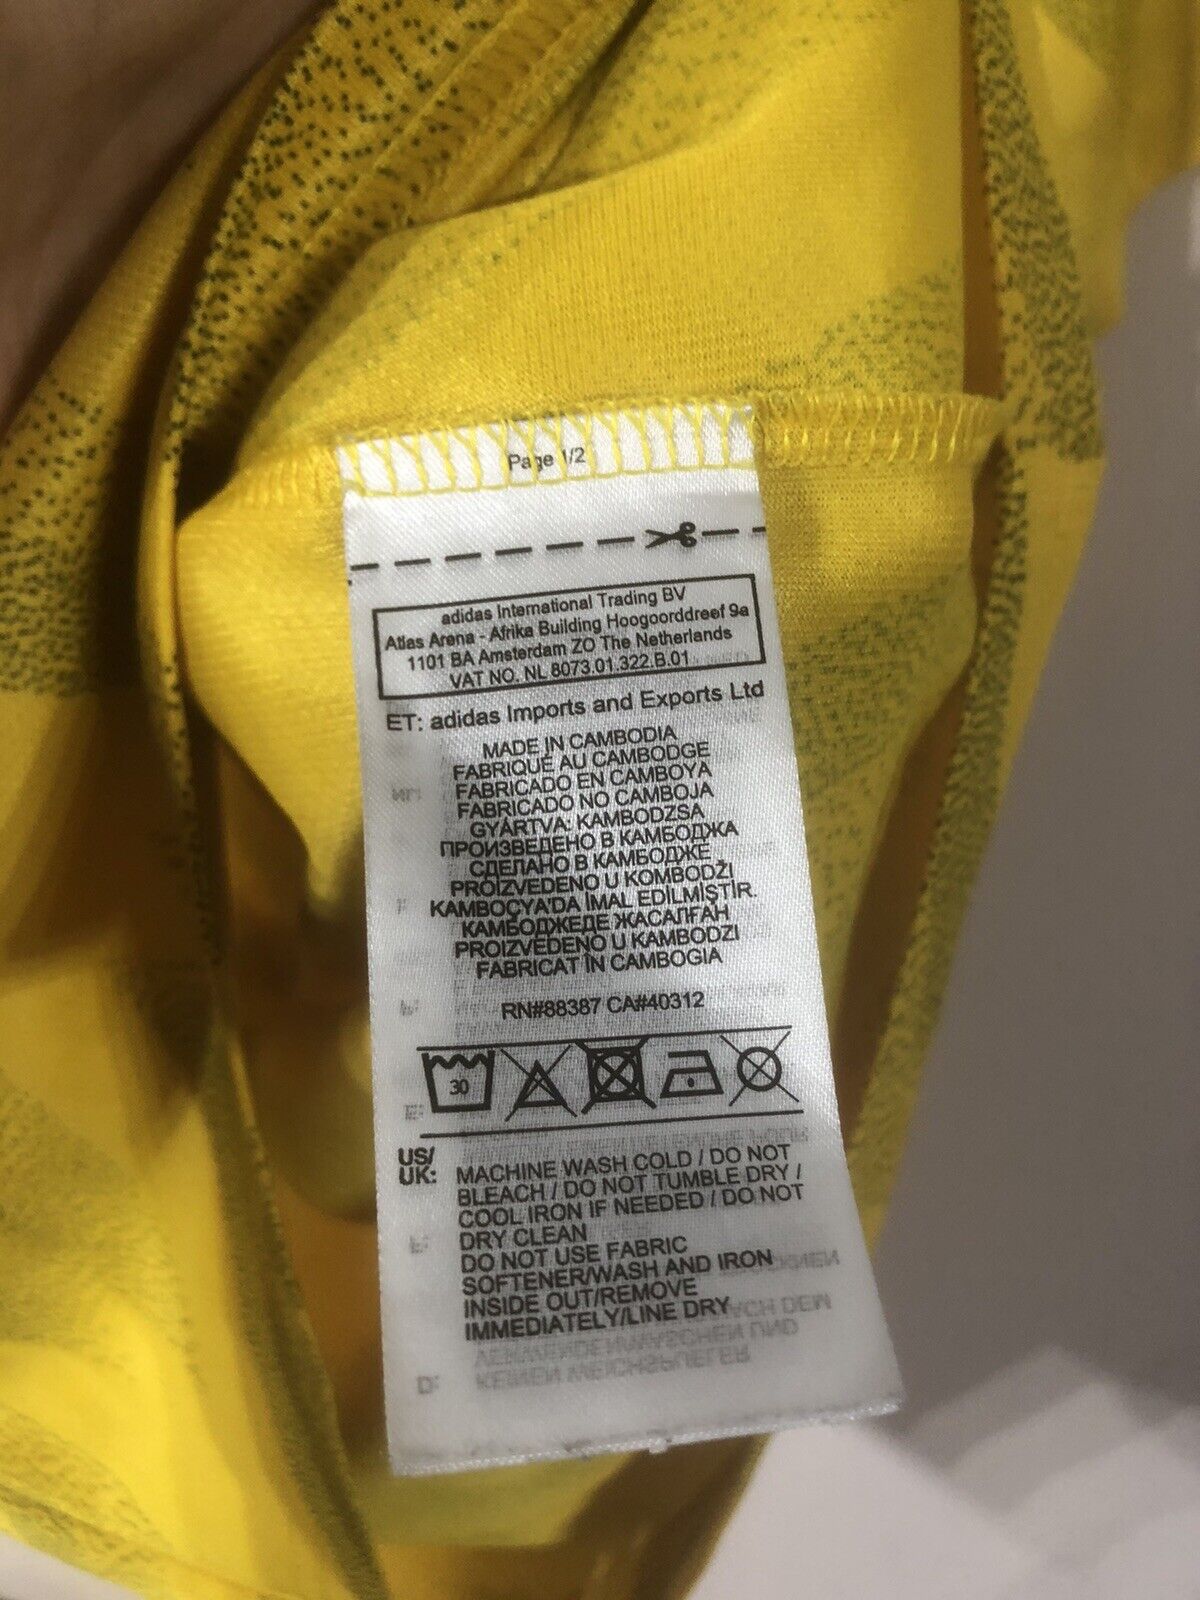 Page 1/2
adidas International Trading BV
Atlas Arena - Afrika Building Hoogoorddreef 9a
1101 BA Amsterdam ZO The Netherlands
VAT NO. NL 8073.01.322.B.01
ET: adidas Imports and Exports Ltd
MADE IN CAMBODIA
FABRIQUÉ AU CAMBODGE
FABRICADO EN CAMBOYA
FABRICADO NO CAMBOJA
GYÁRTVA: KAMBODZSA
ПРОИЗВЕДЕНО В КАМБОДЖА
СДЕЛАНО В КАМБОДЖЕ
PROIZVEDENO U KOMBODŽI
KAMBOÇYA'DA İMAL EDİLMİŞTİR.
КАМБОДЖЕДЕ ЖАСАЛҒАН
PROIZVEDENO U KAMBODZI
FABRICAT ÎN CAMBOGIA
RN#88387 CA#40312
30
US/
UK: MACHINE WASH COLD / DO NOT
BLEACH / DO NOT TUMBLE DRY /
COOL IRON IF NEEDED / DO NOT
DRY CLEAN
DO NOT USE FABRIC
SOFTENER/WASH AND IRON
INSIDE OUT/REMOVE
IMMEDIATELY/LINE DRY